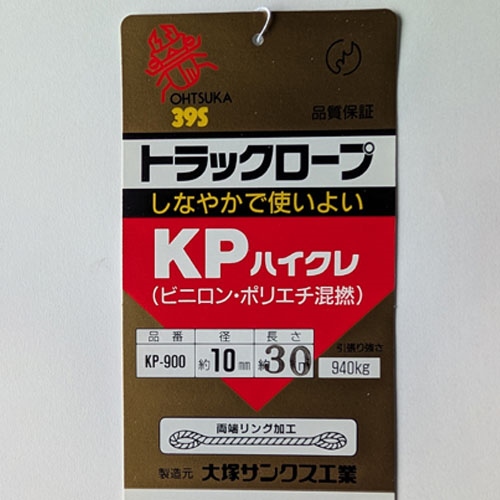 OHTSUKA
39S
品質保証
トラックロープ
しなやかで使いよい
KPハイクレ
(ビニロン・ポリエチ混撚)
品番 径 長さ 引張り強さ
KP-900 約10mm 約30m 940kg
両端リング加工
製造元 大塚サンクス工業